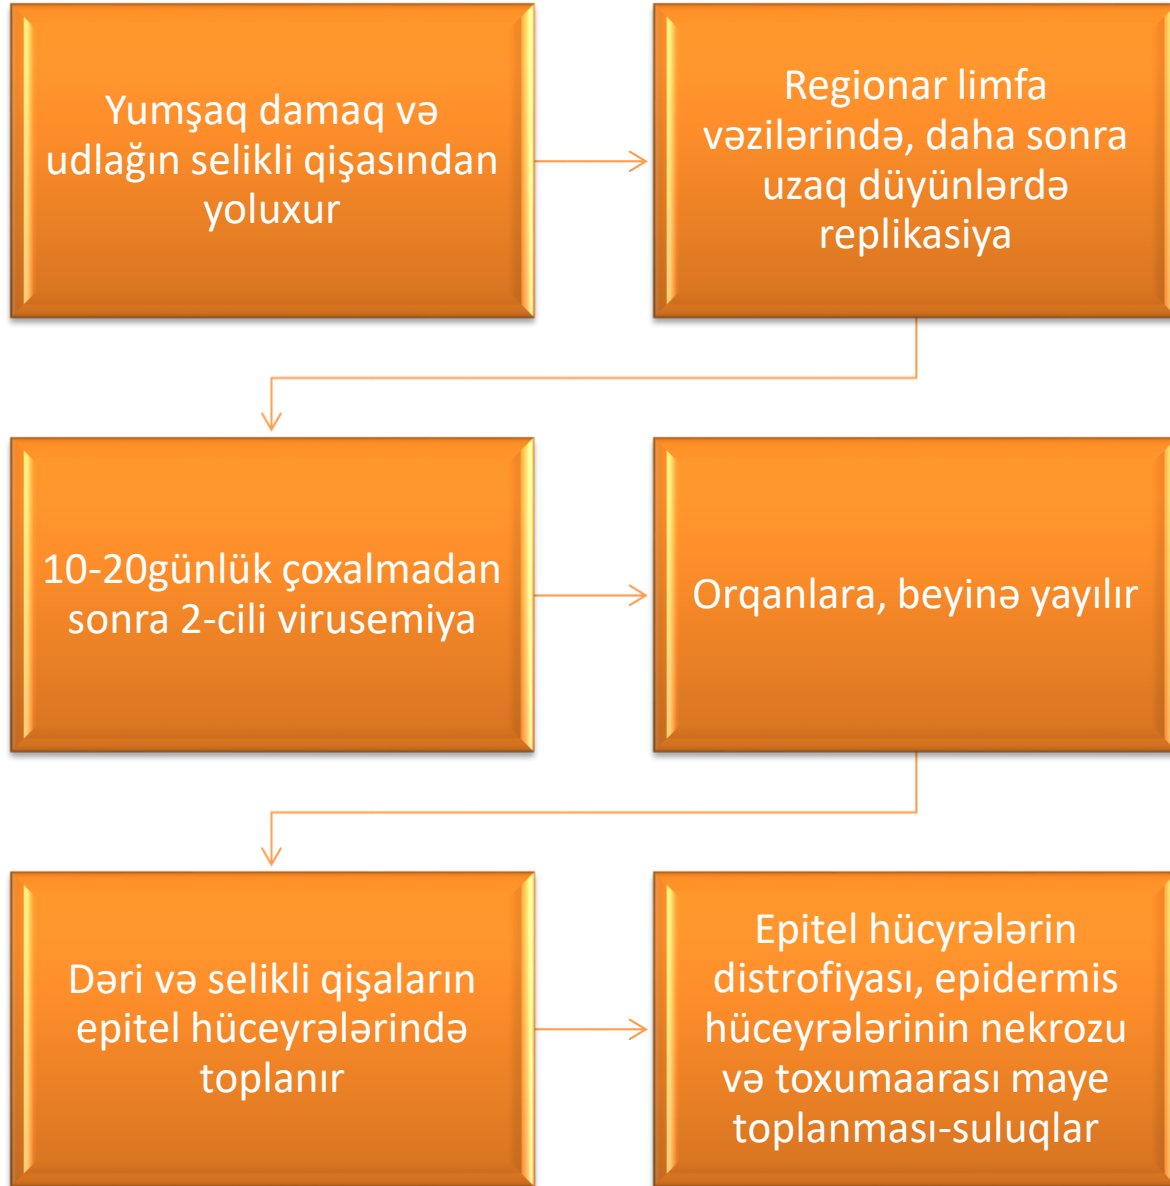 Yumşaq damaq və
udlağın selikli qişasından
yoluxur
Regionar limfa
vəzilərində, daha sonra
uzaq düyünlərdə
replikasiya
10-20günlük çoxalmadan
sonra 2-cili virusemiya
Orqanlara, beyinə yayılır
Dəri və selikli qişaların
epitel hüceyrələrində
toplanır
Epitel hücyrələrin
distrofiyası, epidermis
hüceyrələrinin nekrozu
və toxumaarası maye
toplanması-suluqlar